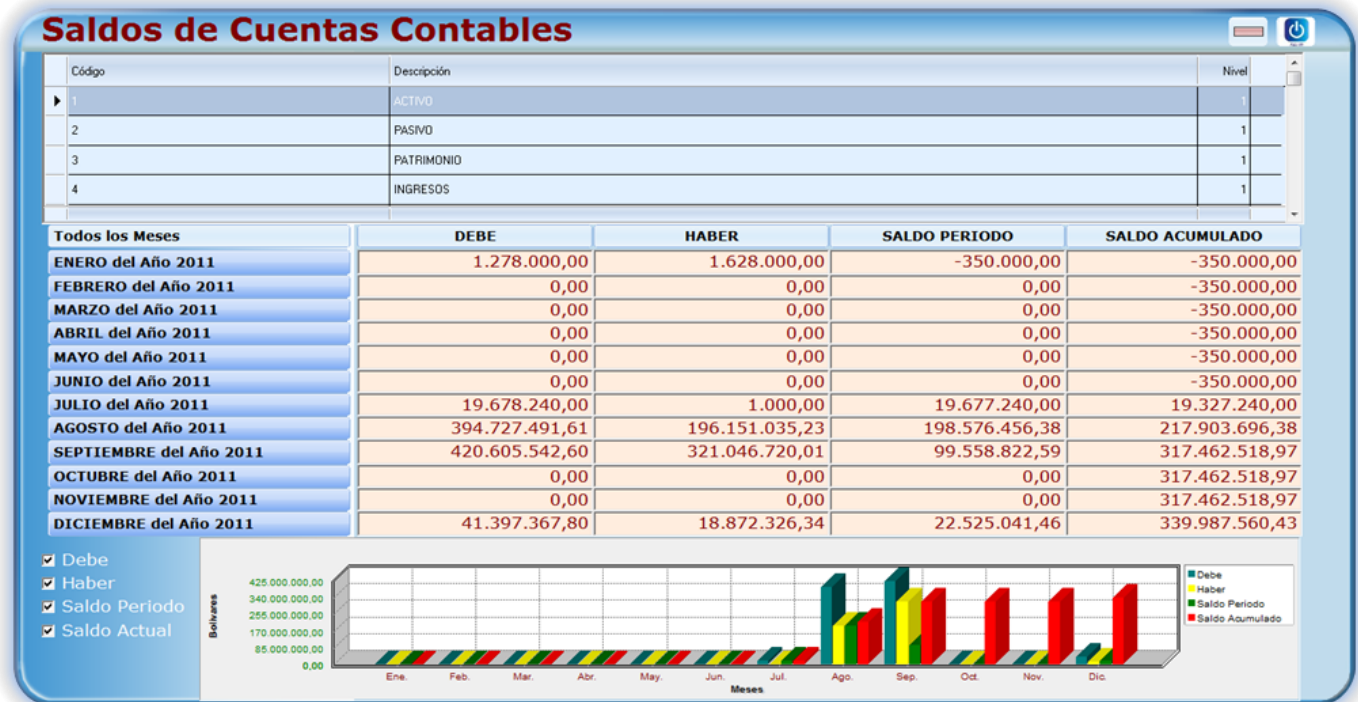 Saldos de Cuentas Contables
Código Descripción Nivel
1 ACTIVO 1
2 PASIVO 1
3 PATRIMONIO 1
4 INGRESOS 1
Todos los Meses DEBE HABER SALDO PERIODO SALDO ACUMULADO
ENERO del Año 2011 1.278.000,00 1.628.000,00 -350.000,00 -350.000,00
FEBRERO del Año 2011 0,00 0,00 0,00 -350.000,00
MARZO del Año 2011 0,00 0,00 0,00 -350.000,00
ABRIL del Año 2011 0,00 0,00 0,00 -350.000,00
MAYO del Año 2011 0,00 0,00 0,00 -350.000,00
JUNIO del Año 2011 0,00 0,00 0,00 -350.000,00
JULIO del Año 2011 19.678.240,00 1.000,00 19.677.240,00 19.327.240,00
AGOSTO del Año 2011 394.727.491,61 196.151.035,23 198.576.456,38 217.903.696,38
SEPTIEMBRE del Año 2011 420.605.542,60 321.046.720,01 99.558.822,59 317.462.518,97
OCTUBRE del Año 2011 0,00 0,00 0,00 317.462.518,97
NOVIEMBRE del Año 2011 0,00 0,00 0,00 317.462.518,97
DICIEMBRE del Año 2011 41.397.367,80 18.872.326,34 22.525.041,46 339.987.560,43
Debe
Haber
Saldo Periodo
Saldo Actual
Bolivares
425.000.000,00
340.000.000,00
255.000.000,00
170.000.000,00
85.000.000,00
0,00
Ene. Feb. Mar. Abr. May. Jun. Jul. Ago. Sep. Oct. Nov. Dic.
Meses
Debe
Haber
Saldo Periodo
Saldo Acumulado